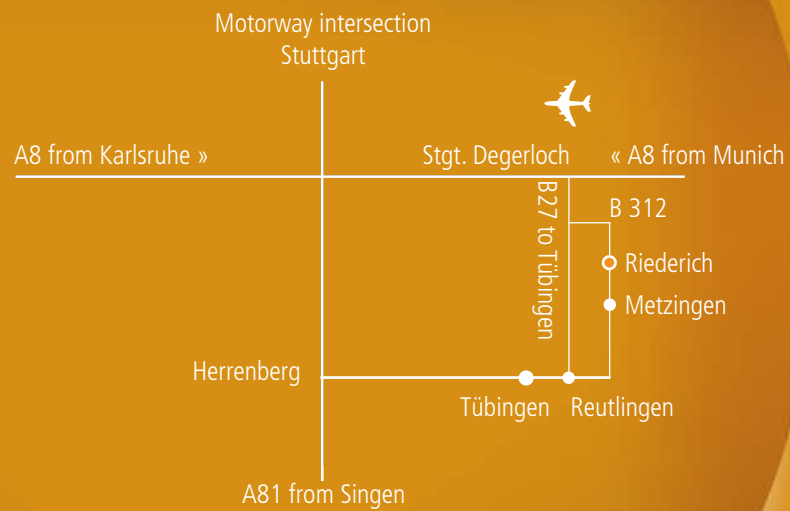 Motorway intersection
Stuttgart
A8 from Karlsruhe »
Stgt. Degerloch
« A8 from Munich
B27 to Tübingen
B 312
Riederich
Metzingen
Herrenberg
Tübingen
Reutlingen
A81 from Singen